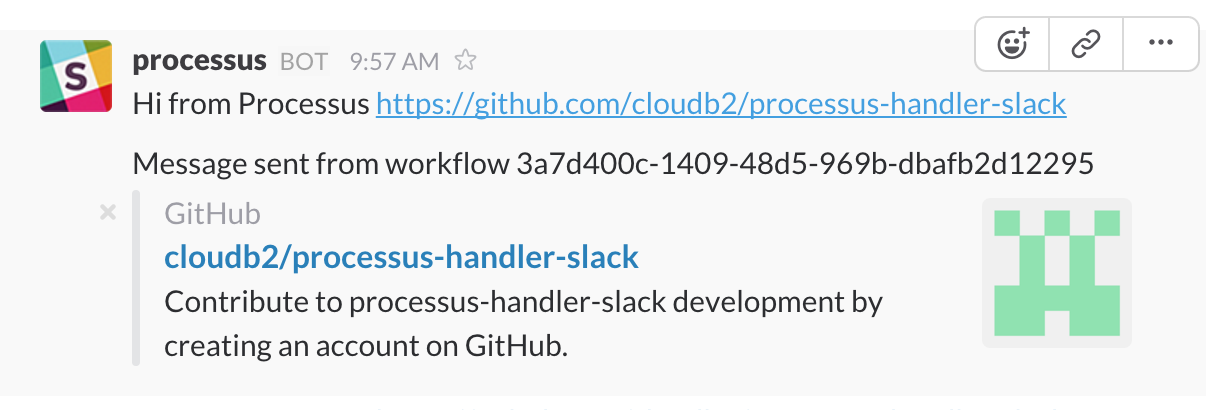 processus BOT 9:57 AM
Hi from Processus https://github.com/cloudb2/processus-handler-slack
Message sent from workflow 3a7d400c-1409-48d5-969b-dbafb2d12295
GitHub
cloudb2/processus-handler-slack
Contribute to processus-handler-slack development by
creating an account on GitHub.